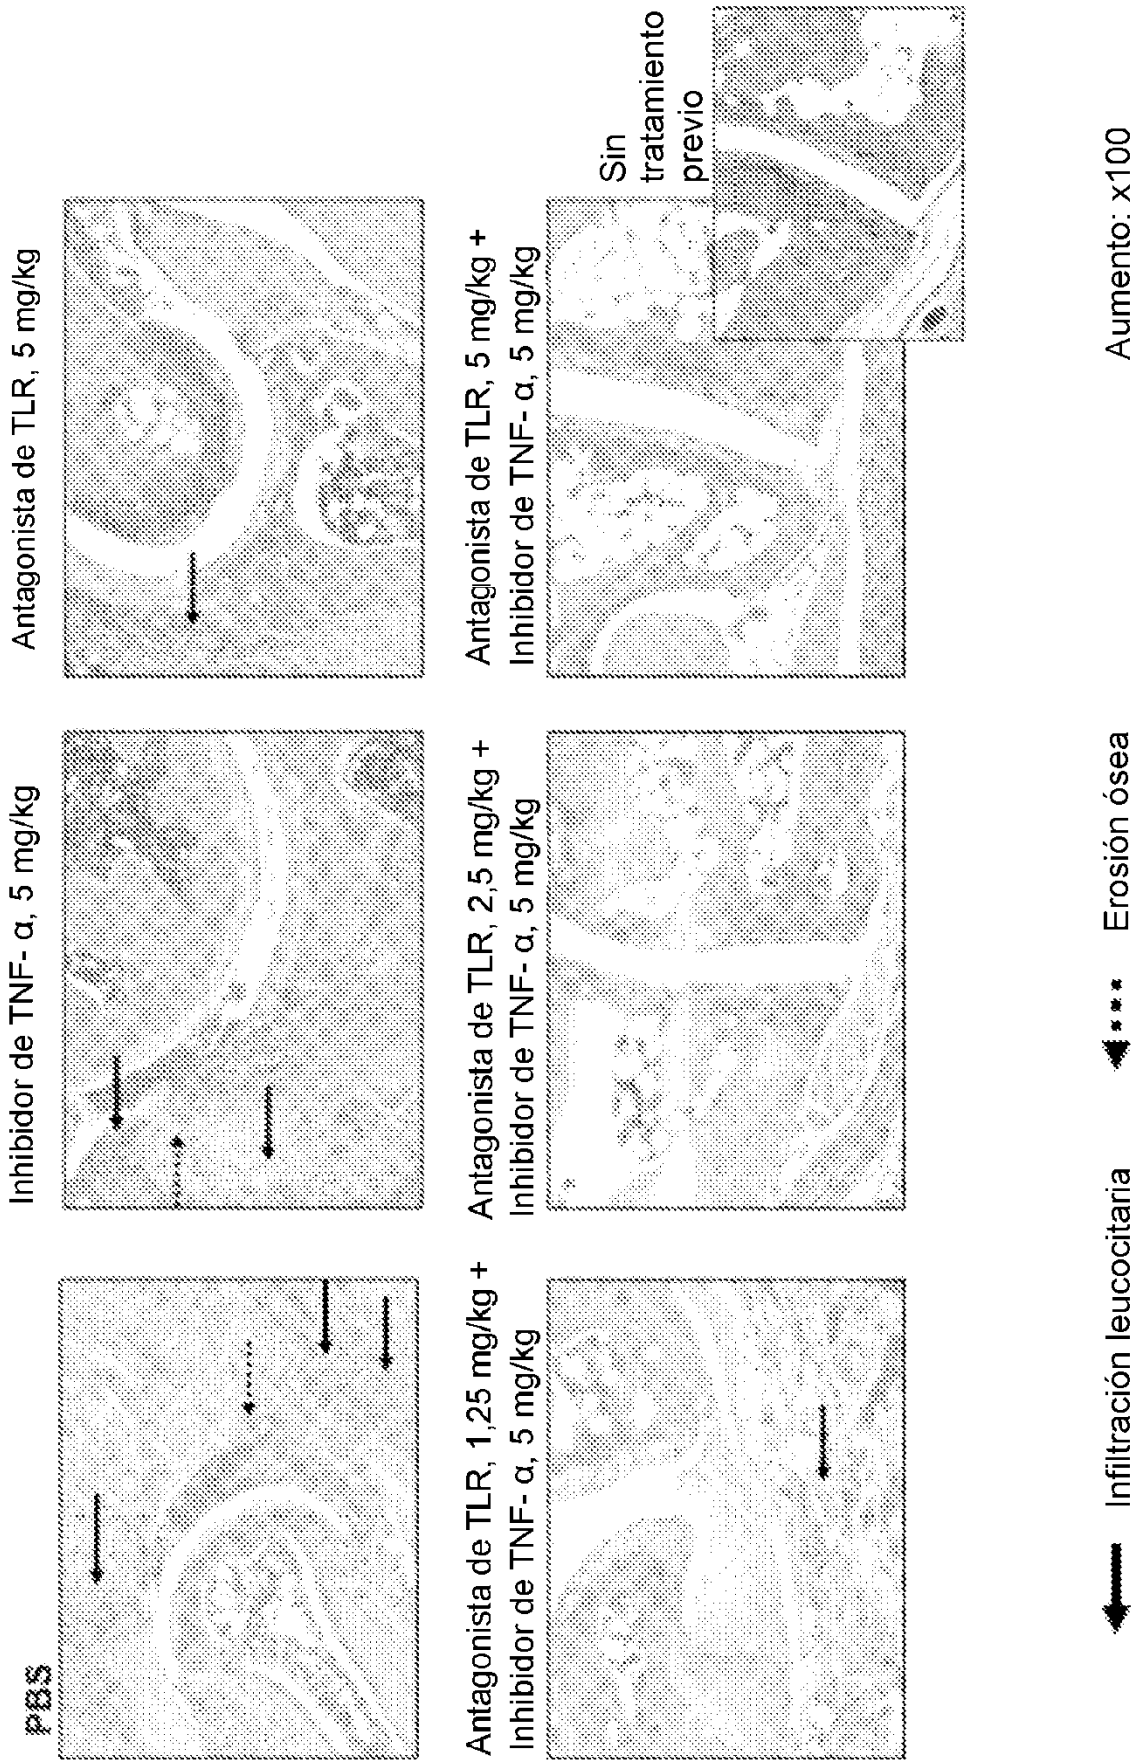 PBS
Inhibidor de TNF- α, 5 mg/kg
Antagonista de TLR, 5 mg/kg
Antagonista de TLR, 1,25 mg/kg +
Inhibidor de TNF- α, 5 mg/kg
Antagonista de TLR, 2,5 mg/kg +
Inhibidor de TNF- α, 5 mg/kg
Antagonista de TLR, 5 mg/kg +
Inhibidor de TNF- α, 5 mg/kg
Sin
tratamiento
previo
Infiltración leucocitaria
Erosión ósea
Aumento: x100